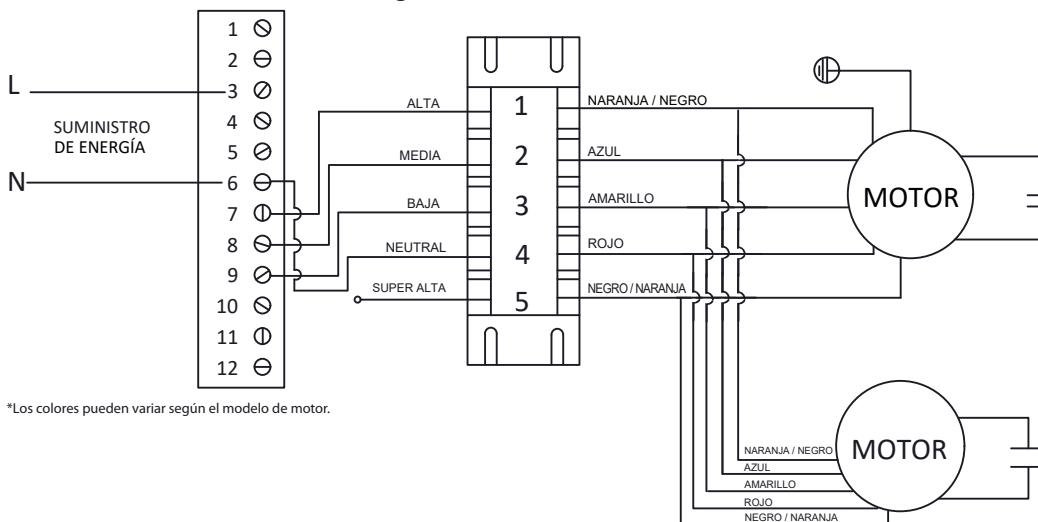 1
2
3
4
5
6
7
8
9
10
11
12
L
SUMINISTRO
DE ENERGÍA
N
ALTA
MEDIA
BAJA
NEUTRAL
SUPER ALTA
1
2
3
4
5
NARANJA / NEGRO
AZUL
AMARILLO
ROJO
NEGRO / NARANJA
MOTOR
*Los colores pueden variar según el modelo de motor.
NARANJA / NEGRO
AZUL
AMARILLO
ROJO
NEGRO / NARANJA
MOTOR